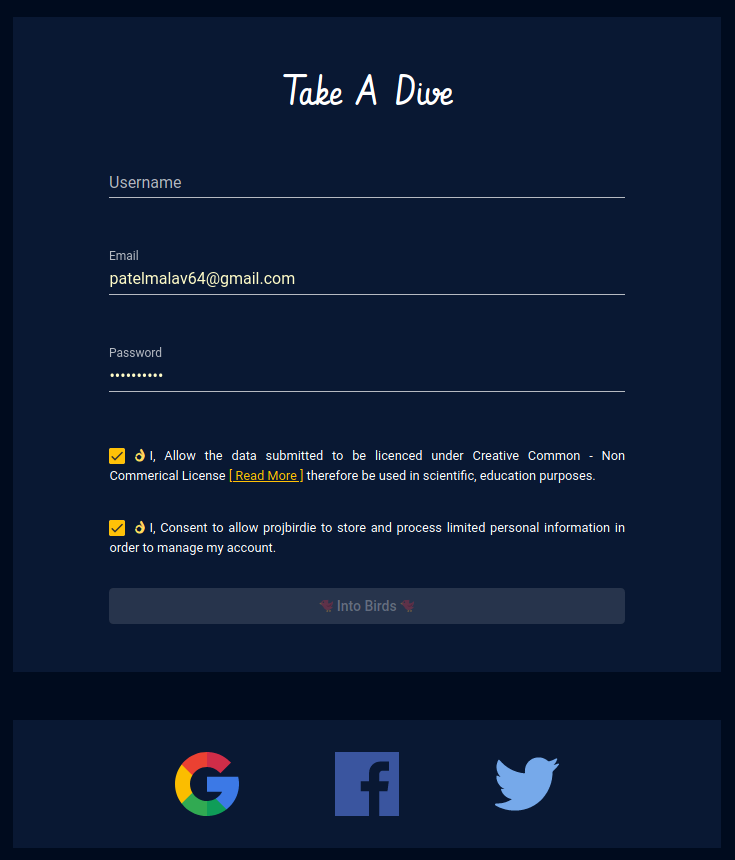 Take A Dive
Username
Email
patelmalav64@gmail.com
Password
••••••••••
👌 I, Allow the data submitted to be licenced under Creative Common - Non
Commerical License [ Read More ] therefore be used in scientific, education purposes.
👌 I, Consent to allow projbirdie to store and process limited personal information in
order to manage my account.
🐦 Into Birds 🐦